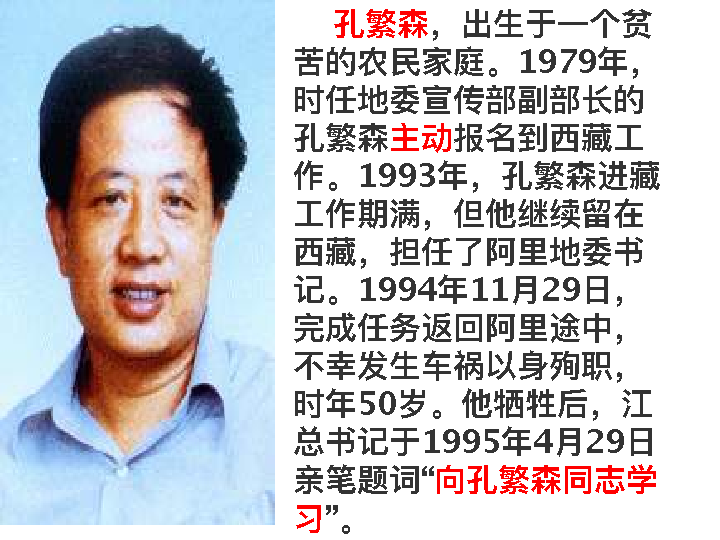 孔繁森，出生于一个贫
苦的农民家庭。1979年，
时任地委宣传部副部长的
孔繁森主动报名到西藏工
作。1993年，孔繁森进藏
工作期满，但他继续留在
西藏，担任了阿里地委书
记。1994年11月29日，
完成任务返回阿里途中，
不幸发生车祸以身殉职，
时年50岁。他牺牲后，江
总书记于1995年4月29日
亲笔题词“向孔繁森同志学
习”。